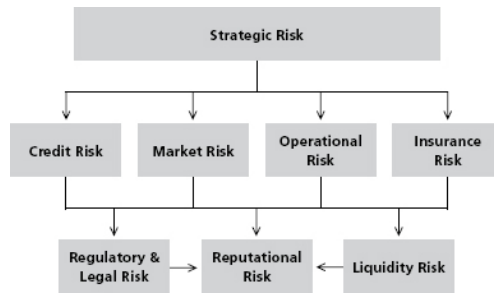 Strategic Risk
Credit Risk
Market Risk
Operational
Risk
Insurance
Risk
Regulatory &
Legal Risk
Reputational
Risk
Liquidity Risk